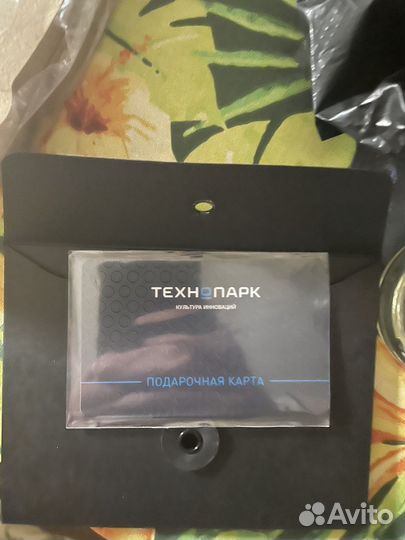 ТЕХНОПАРК
КУЛЬТУРА ИННОВАЦИЙ
ПОДАРОЧНАЯ КАРТА
Avito